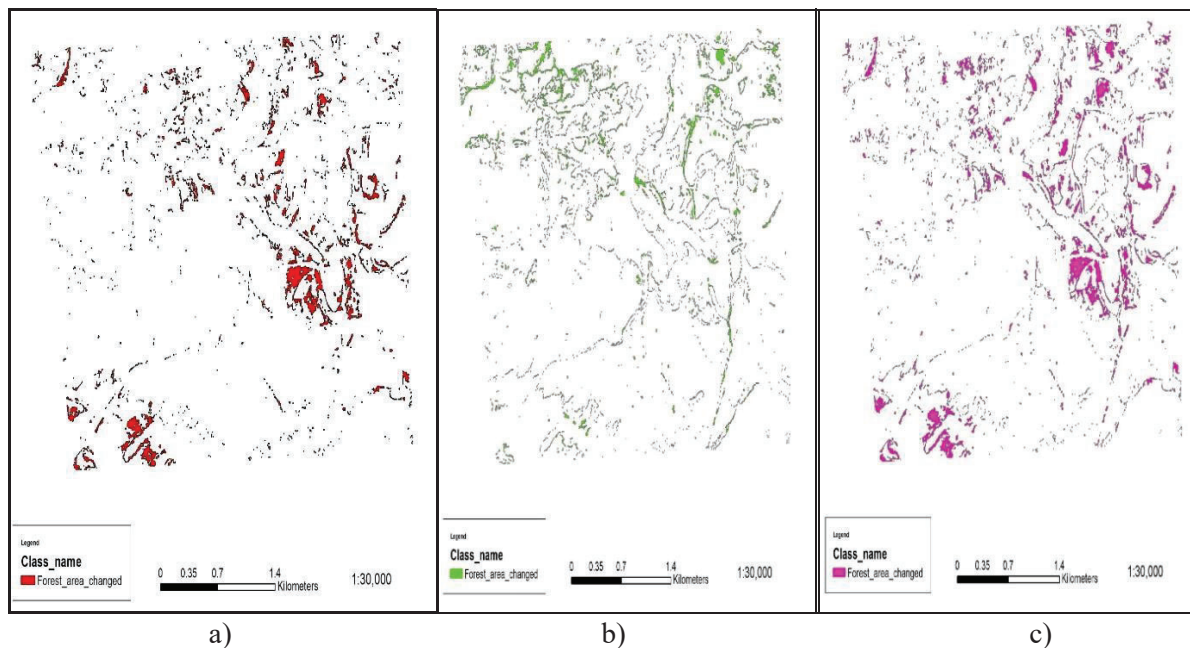 Legend
Class_name
Forest_area_changed
0 0.35 0.7 1.4
Kilometers
1:30,000
a)
Legend
Class_name
Forest_area_changed
0 0.35 0.7 1.4
Kilometers
1:30,000
b)
Legend
Class_name
Forest_area_changed
0 0.35 0.7 1.4
Kilometers
1:30,000
c)